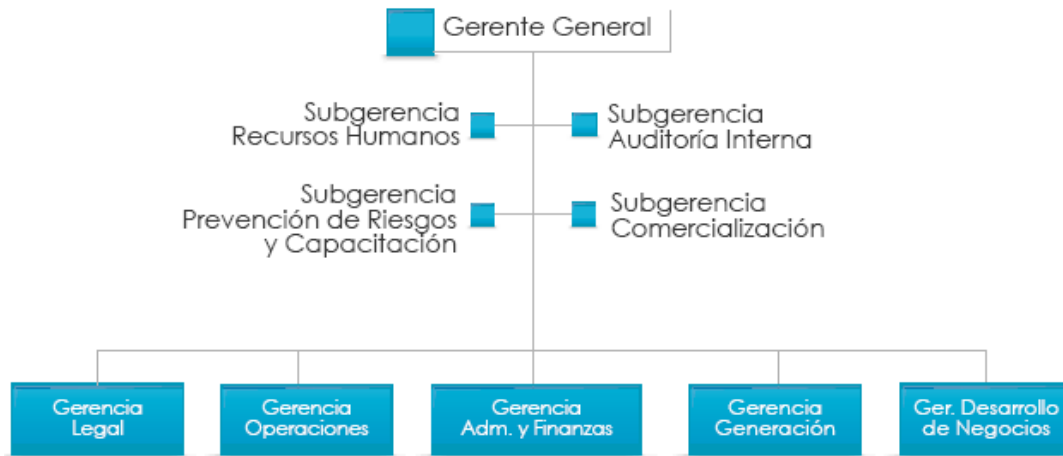 Gerente General
Subgerencia
Recursos Humanos
Subgerencia
Auditoría Interna
Subgerencia
Prevención de Riesgos
y Capacitación
Subgerencia
Comercialización
Gerencia
Legal
Gerencia
Operaciones
Gerencia
Adm. y Finanzas
Gerencia
Generación
Ger. Desarrollo
de Negocios